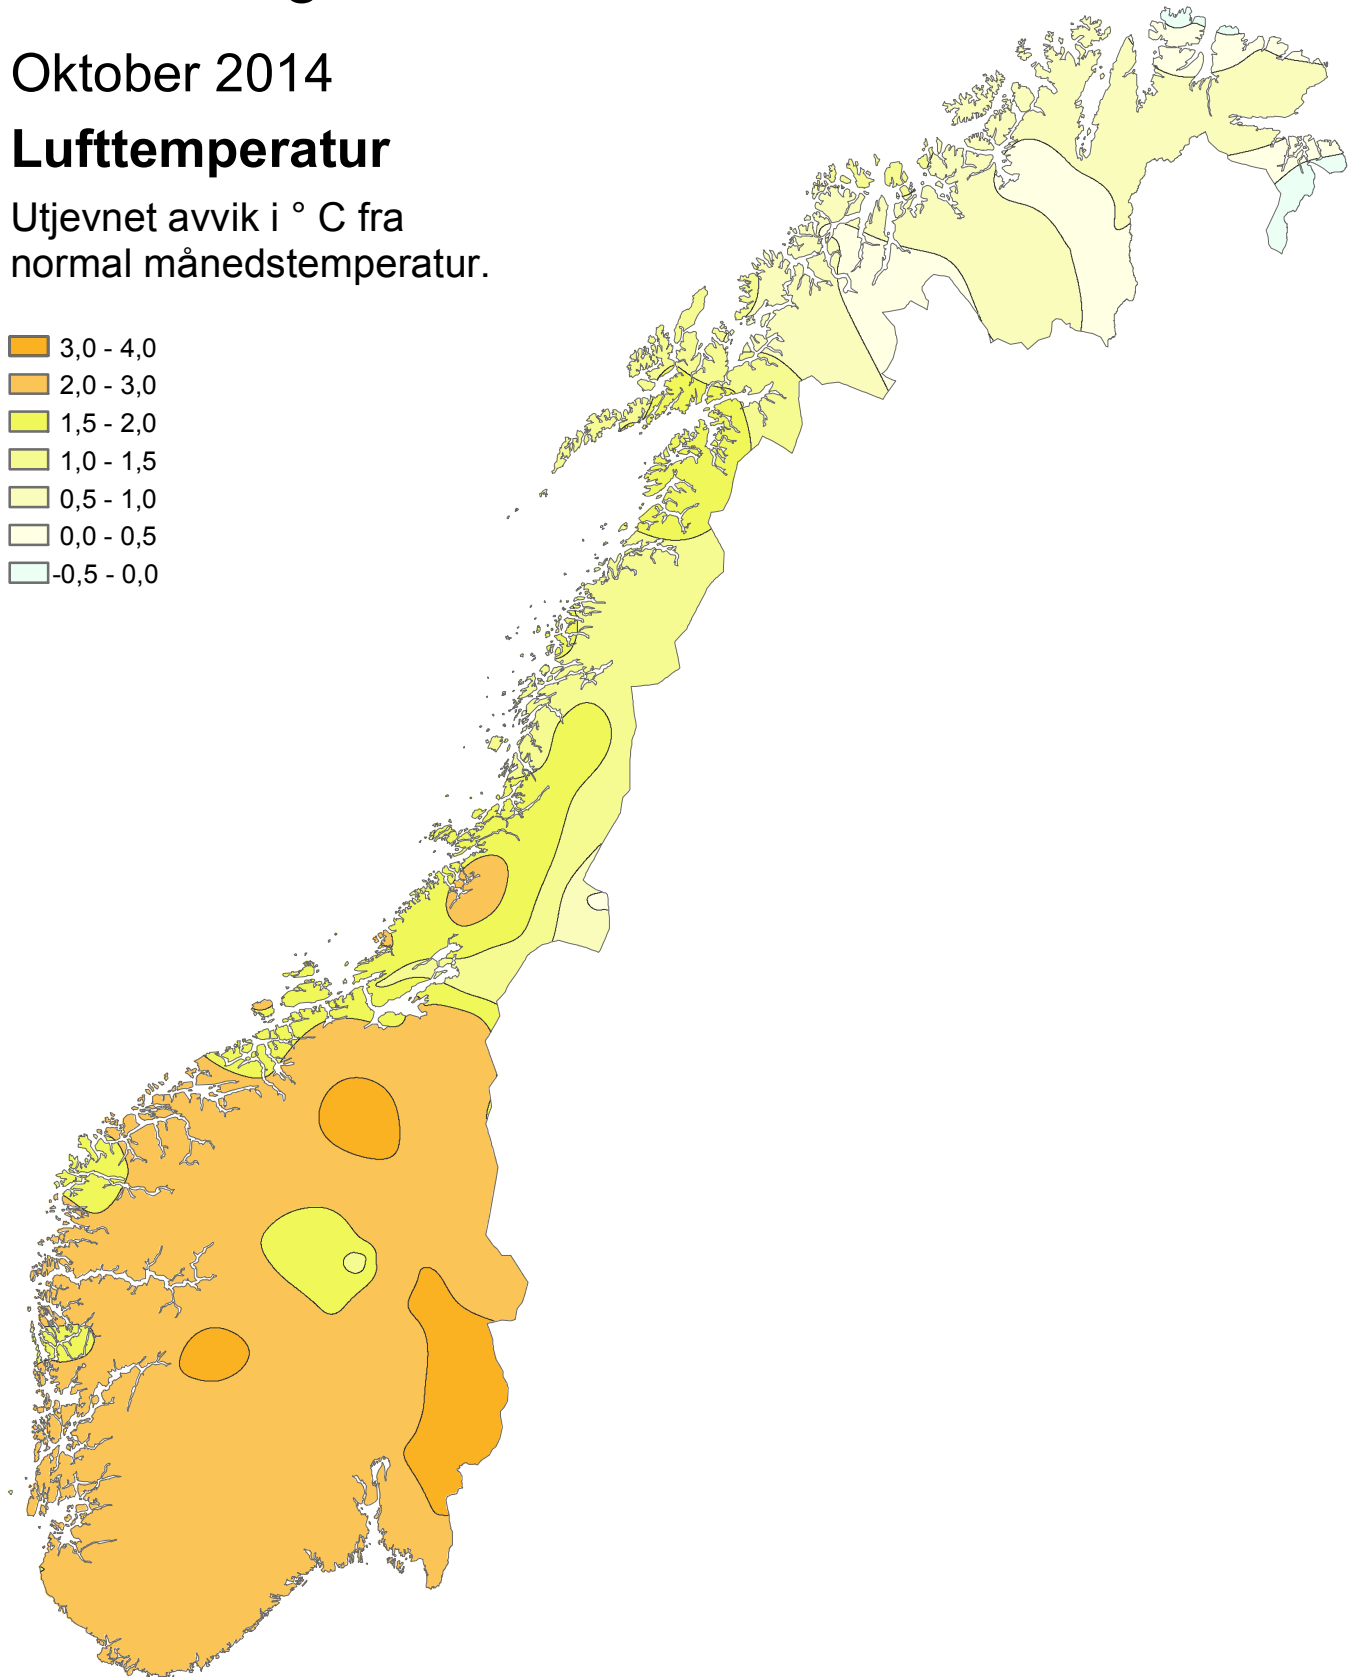 Oktober 2014
Lufttemperatur
Utjevnet avvik i ° C fra
normal månedstemperatur.
3,0 - 4,0
2,0 - 3,0
1,5 - 2,0
1,0 - 1,5
0,5 - 1,0
0,0 - 0,5
-0,5 - 0,0